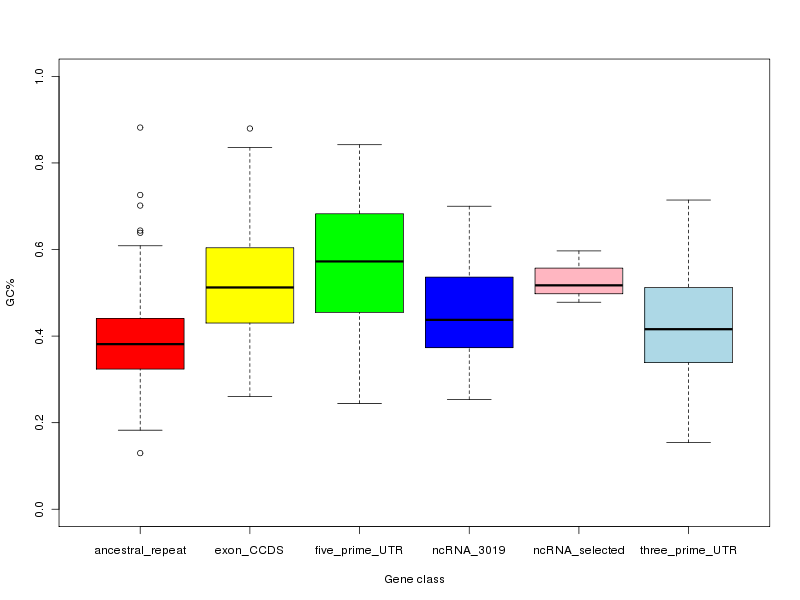 GC%
1.0
0.8
0.6
0.4
0.2
0.0
ancestral_repeat exon_CCDS five_prime_UTR ncRNA_3019 ncRNA_selected three_prime_UTR
Gene class